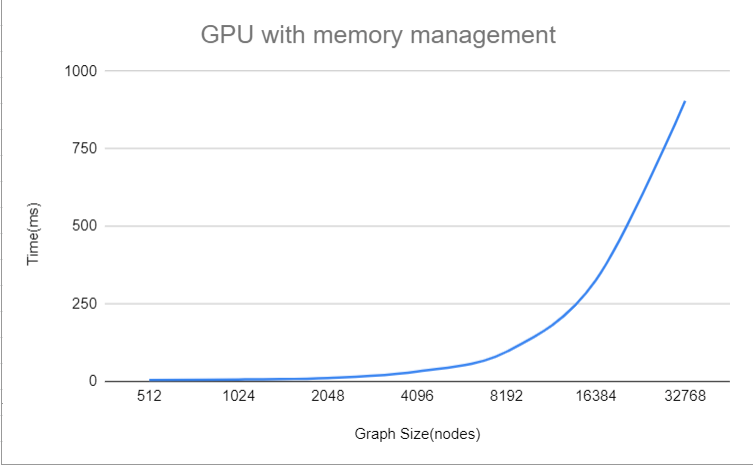 GPU with memory management
1000
750
500
250
0
Time(ms)
512 1024 2048 4096 8192 16384 32768
Graph Size(nodes)